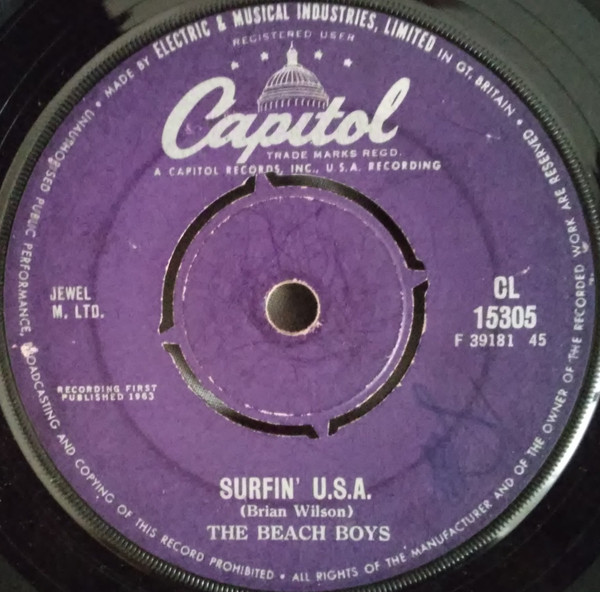 MADE BY ELECTRIC & MUSICAL INDUSTRIES, LIMITED IN GT. BRITAIN •
REGISTERED USER
Capitol
TRADE MARKS REGD.
A CAPITOL RECORDS, INC., U.S.A. RECORDING
JEWEL
M. LTD.
CL
15305
F 39181 45
RECORDING FIRST
PUBLISHED 1963
SURFIN' U.S.A.
(Brian Wilson)
THE BEACH BOYS
UNAUTHORISED PUBLIC PERFORMANCE, BROADCASTING AND COPYING OF THIS RECORD PROHIBITED • ALL RIGHTS OF THE MANUFACTURER AND OF THE OWNER OF THE RECORDED WORK ARE RESERVED •